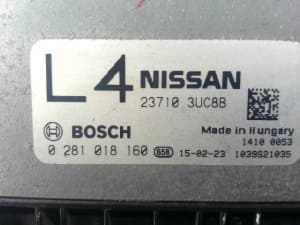 L4 NISSAN
23710 3UC8B
BOSCH
Made in Hungary
1410 0053
0 281 018 160 658 15-02-23 1039S21035